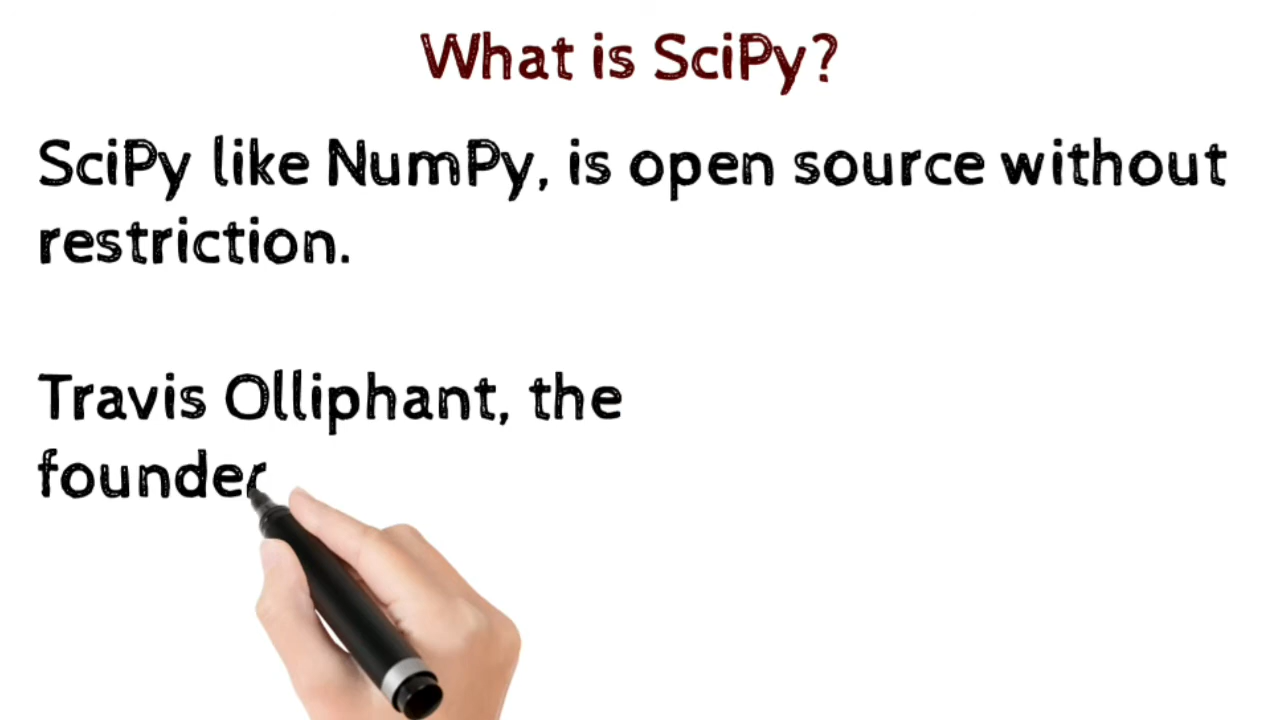 What is SciPy?
SciPy like NumPy, is open source without
restriction.
Travis Olliphant, the
founder